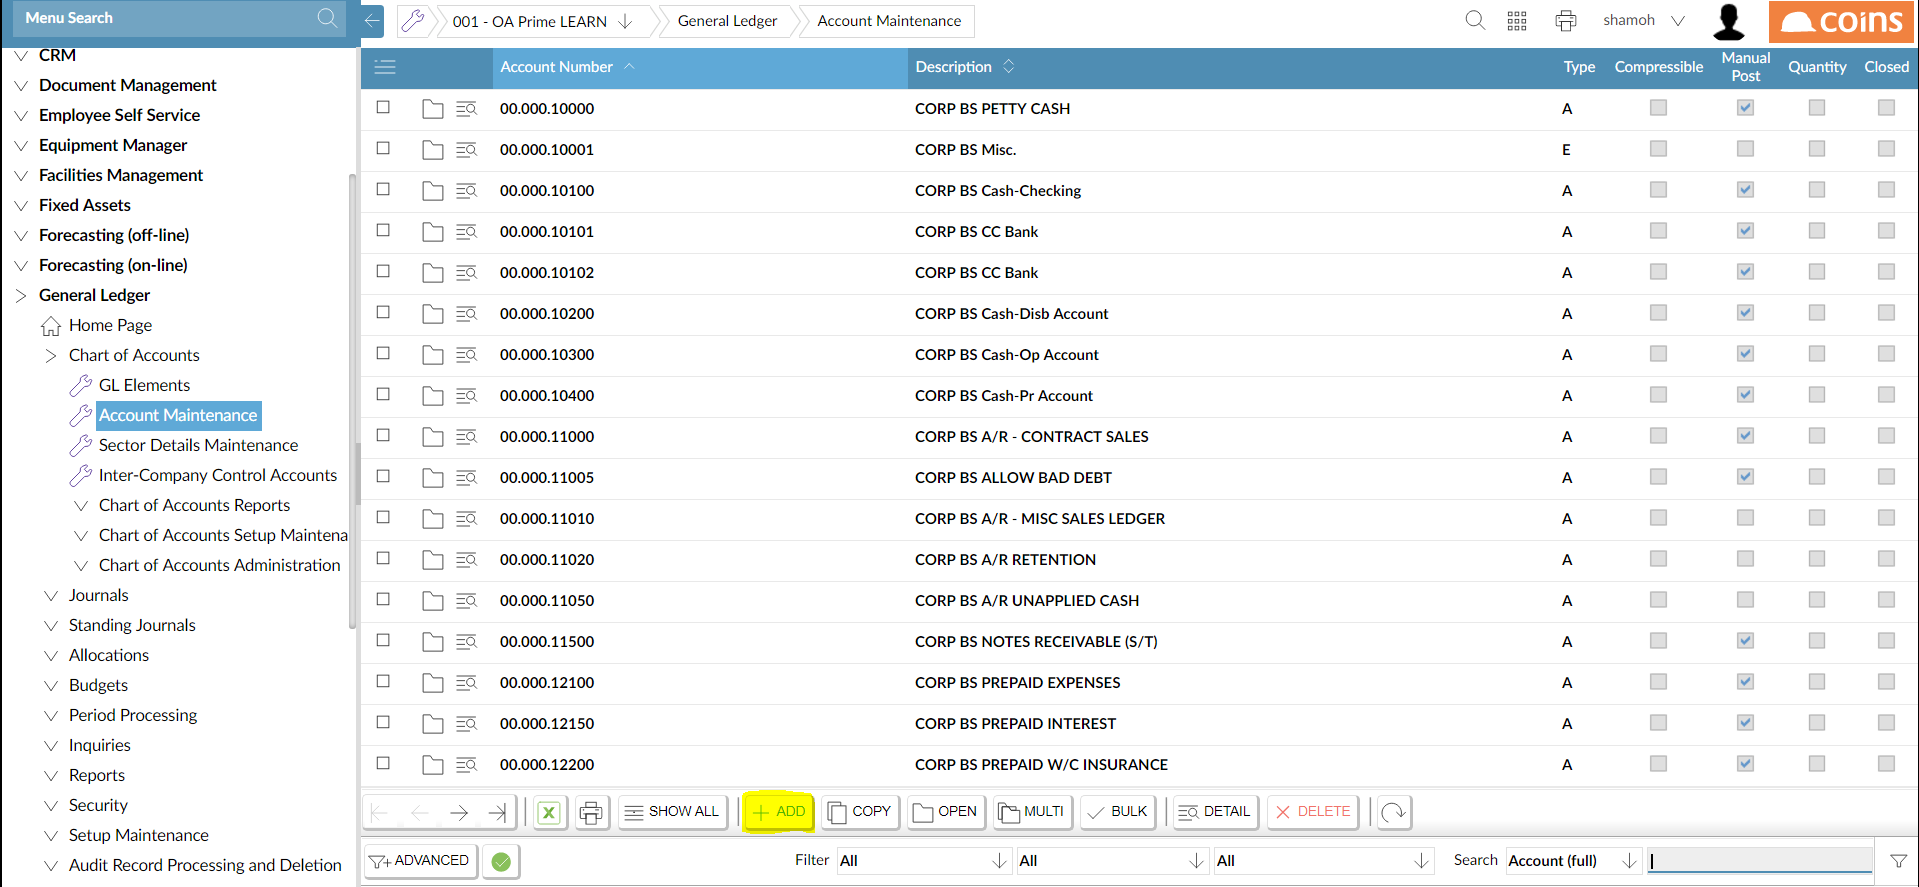 Menu Search
001 - OA Prime LEARN
General Ledger
Account Maintenance
shamoh
coins
CRM
Document Management
Employee Self Service
Equipment Manager
Facilities Management
Fixed Assets
Forecasting (off-line)
Forecasting (on-line)
General Ledger
Home Page
Chart of Accounts
GL Elements
Account Maintenance
Sector Details Maintenance
Inter-Company Control Accounts
Chart of Accounts Reports
Chart of Accounts Setup Maintena
Chart of Accounts Administration
Journals
Standing Journals
Allocations
Budgets
Period Processing
Inquiries
Reports
Security
Setup Maintenance
Audit Record Processing and Deletion
Account Number Description Type Compressible Manual Post Quantity Closed
00.000.10000 CORP BS PETTY CASH A
00.000.10001 CORP BS Misc. E
00.000.10100 CORP BS Cash-Checking A
00.000.10101 CORP BS CC Bank A
00.000.10102 CORP BS CC Bank A
00.000.10200 CORP BS Cash-Disb Account A
00.000.10300 CORP BS Cash-Op Account A
00.000.10400 CORP BS Cash-Pr Account A
00.000.11000 CORP BS A/R - CONTRACT SALES A
00.000.11005 CORP BS ALLOW BAD DEBT A
00.000.11010 CORP BS A/R - MISC SALES LEDGER A
00.000.11020 CORP BS A/R RETENTION A
00.000.11050 CORP BS A/R UNAPPLIED CASH A
00.000.11500 CORP BS NOTES RECEIVABLE (S/T) A
00.000.12100 CORP BS PREPAID EXPENSES A
00.000.12150 CORP BS PREPAID INTEREST A
00.000.12200 CORP BS PREPAID W/C INSURANCE A
SHOW ALL ADD COPY OPEN MULTI BULK DETAIL DELETE
ADVANCED Filter All All All Search Account (full)